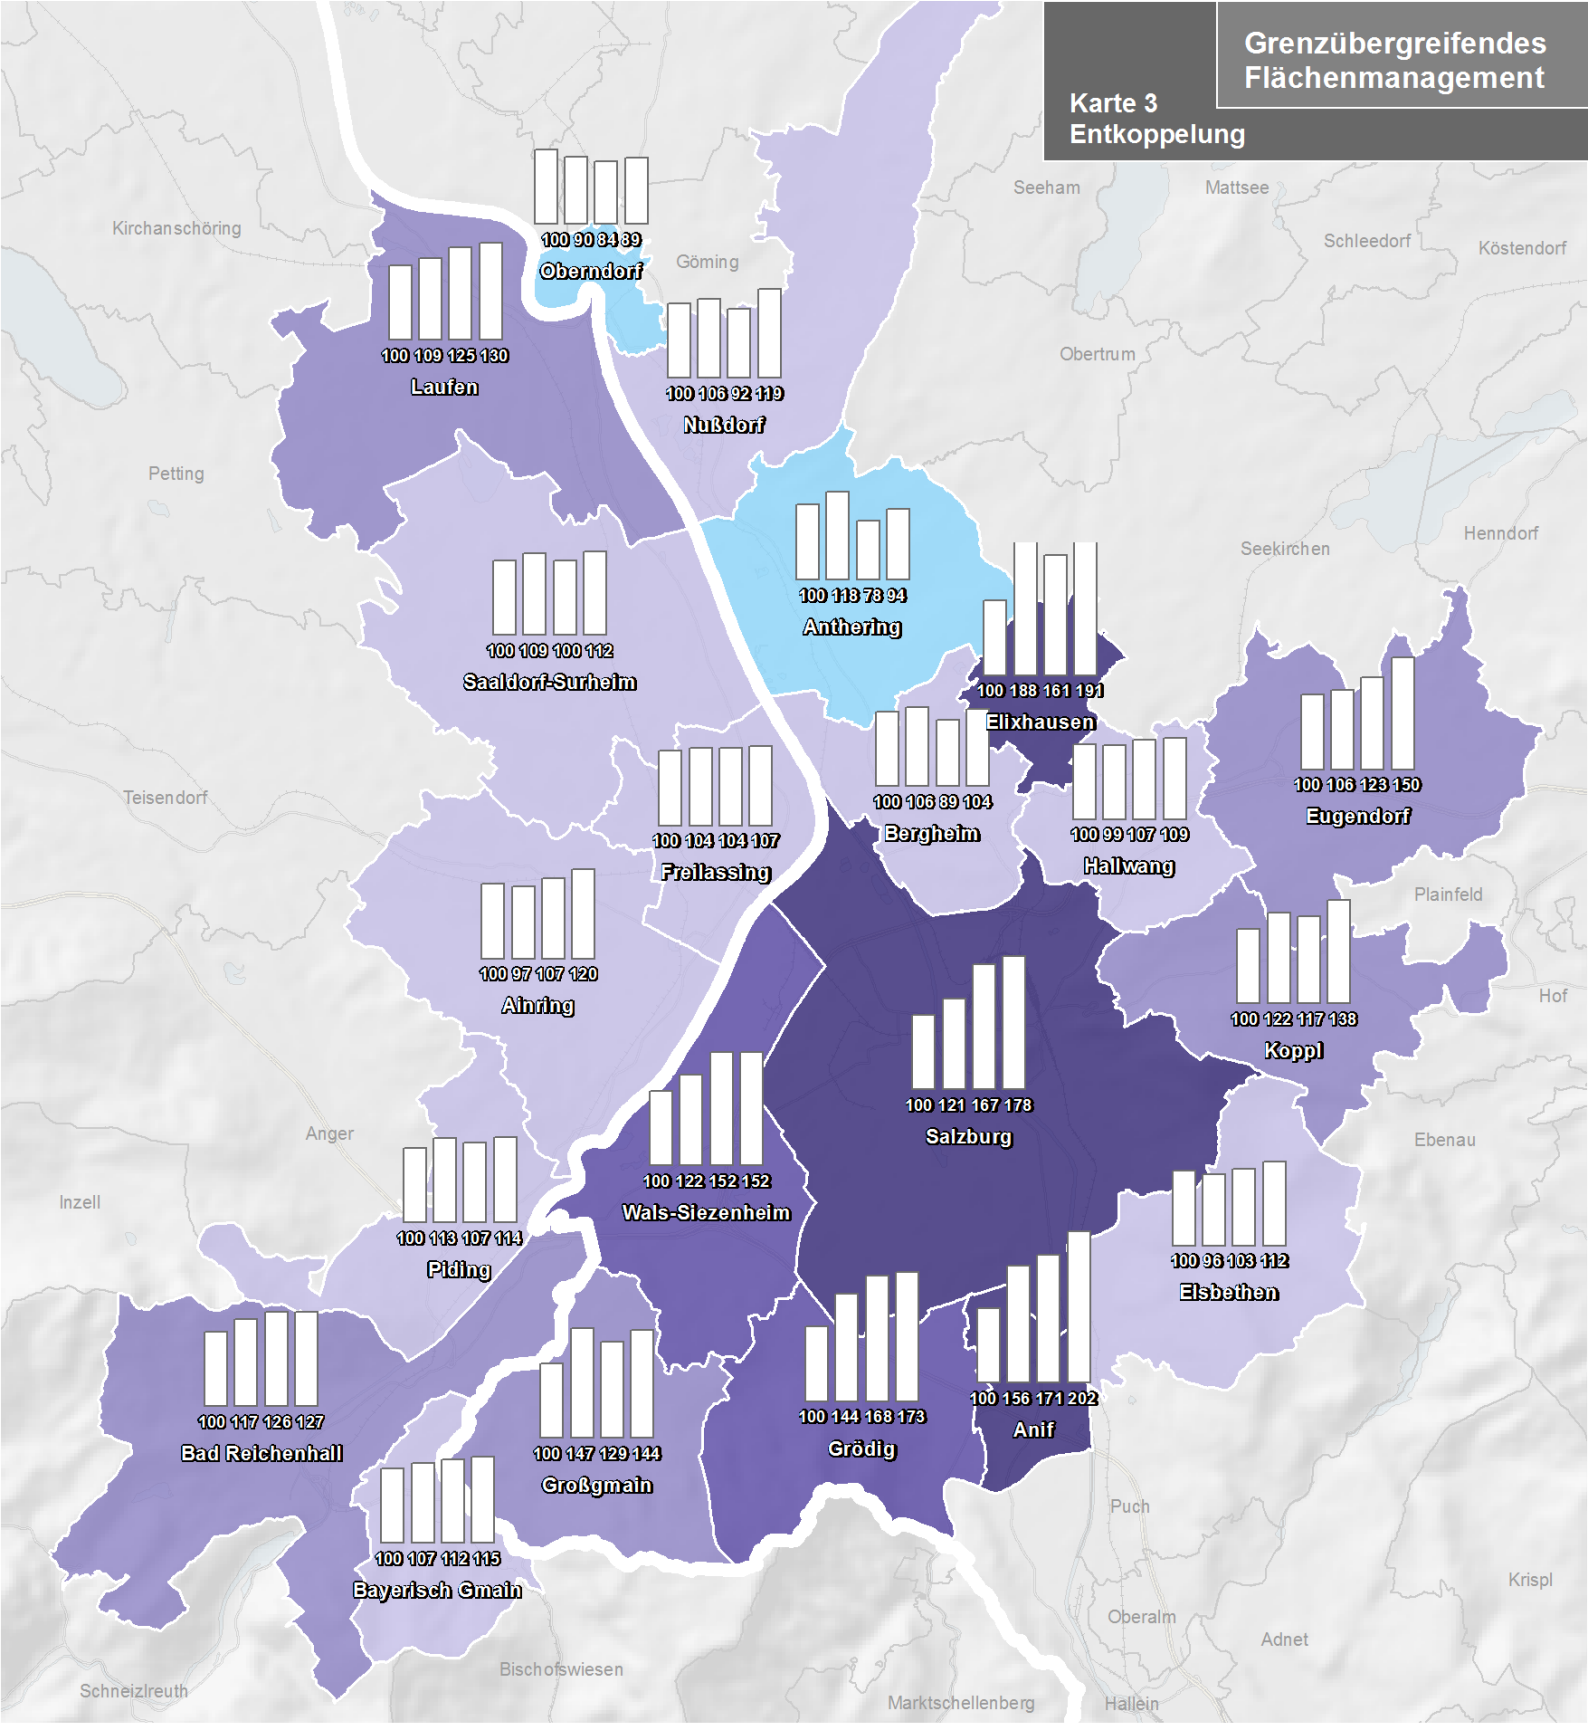 Grenzübergreifendes
Flächenmanagement
Karte 3
Entkoppelung
Seeham
Mattsee
Kirchanschöring
100 90 84 89
Oberndorf
Göming
Schleedorf
Köstendorf
100 109 125 130
Laufen
Obertrum
100 106 92 119
Nußdorf
Petting
Henndorf
Seekirchen
100 118 78 94
Anthering
100 109 100 112
Saaldorf-Surheim
100 188 161 191
Elixhausen
Teisendorf
100 106 123 150
Eugendorf
100 106 89 104
Bergheim
100 99 107 109
Hallwang
100 104 104 107
Freilassing
Plainfeld
100 97 107 120
Ainring
Hof
100 122 117 138
Koppl
100 121 167 178
Salzburg
Anger
Ebenau
100 122 152 152
Wals-Siezenheim
Inzell
100 113 107 114
Piding
100 96 103 112
Elsbethen
100 117 126 127
Bad Reichenhall
100 147 129 144
Großgmain
100 144 168 173
Grödig
100 156 171 202
Anif
Puch
100 107 112 115
Bayerisch Gmain
Krispl
Oberalm
Adnet
Bischofswiesen
Schneizlreuth
Marktschellenberg
Hallein